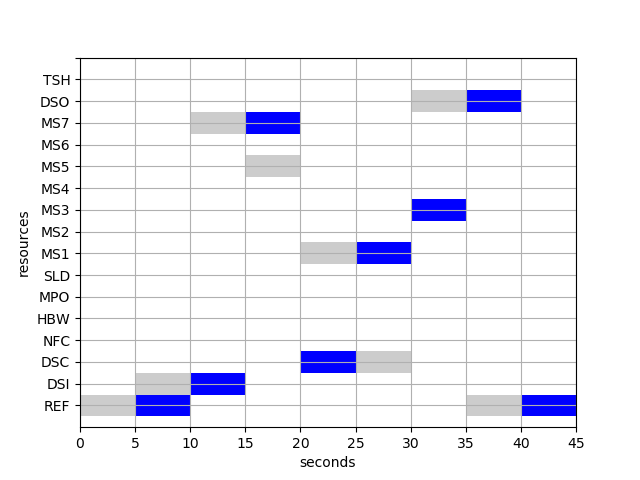 TSH
DSO
MS7
MS6
MS5
MS4
MS3
MS2
MS1
SLD
MPO
HBW
NFC
DSC
DSI
REF
resources
0 5 10 15 20 25 30 35 40 45
seconds